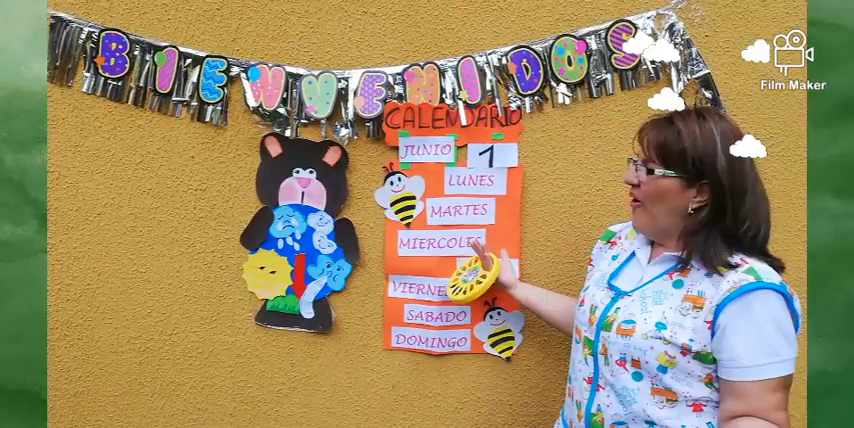 BIENVENIDOS
Film Maker
CALENDARIO
JUNIO
1
LUNES
MARTES
MIERCOLES
VIERNES
SABADO
DOMINGO